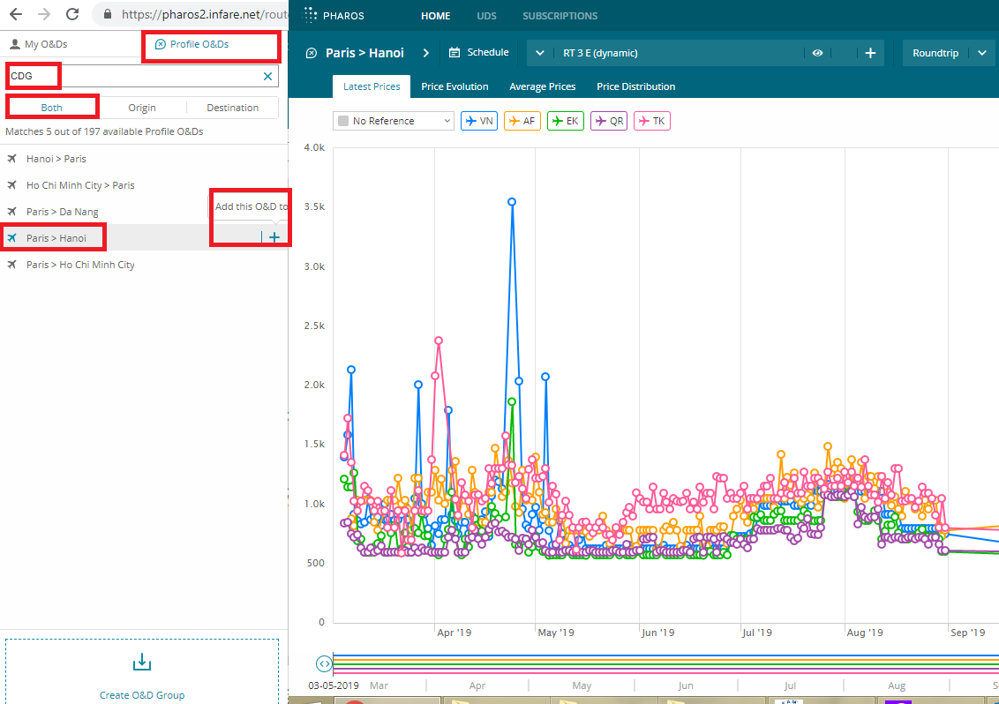 https://pharos2.infare.net/rout
PHAROS
HOME
UDS
SUBSCRIPTIONS
My O&Ds
Profile O&Ds
Paris > Hanoi
Schedule
RT 3 E (dynamic)
Roundtrip
CDG
Latest Prices
Price Evolution
Average Prices
Price Distribution
Both
Origin
Destination
No Reference
VN
AF
EK
QR
TK
Matches 5 out of 197 available Profile O&Ds
Hanoi > Paris
Ho Chi Minh City > Paris
Paris > Da Nang
Add this O&D to
Paris > Hanoi
Paris > Ho Chi Minh City
4.0k
3.5k
3.0k
2.5k
2.0k
1.5k
1.0k
500
0
Apr '19
May '19
Jun '19
Jul '19
Aug '19
Sep '19
03-05-2019
Mar
Apr
May
Jun
Jul
Aug
Create O&D Group